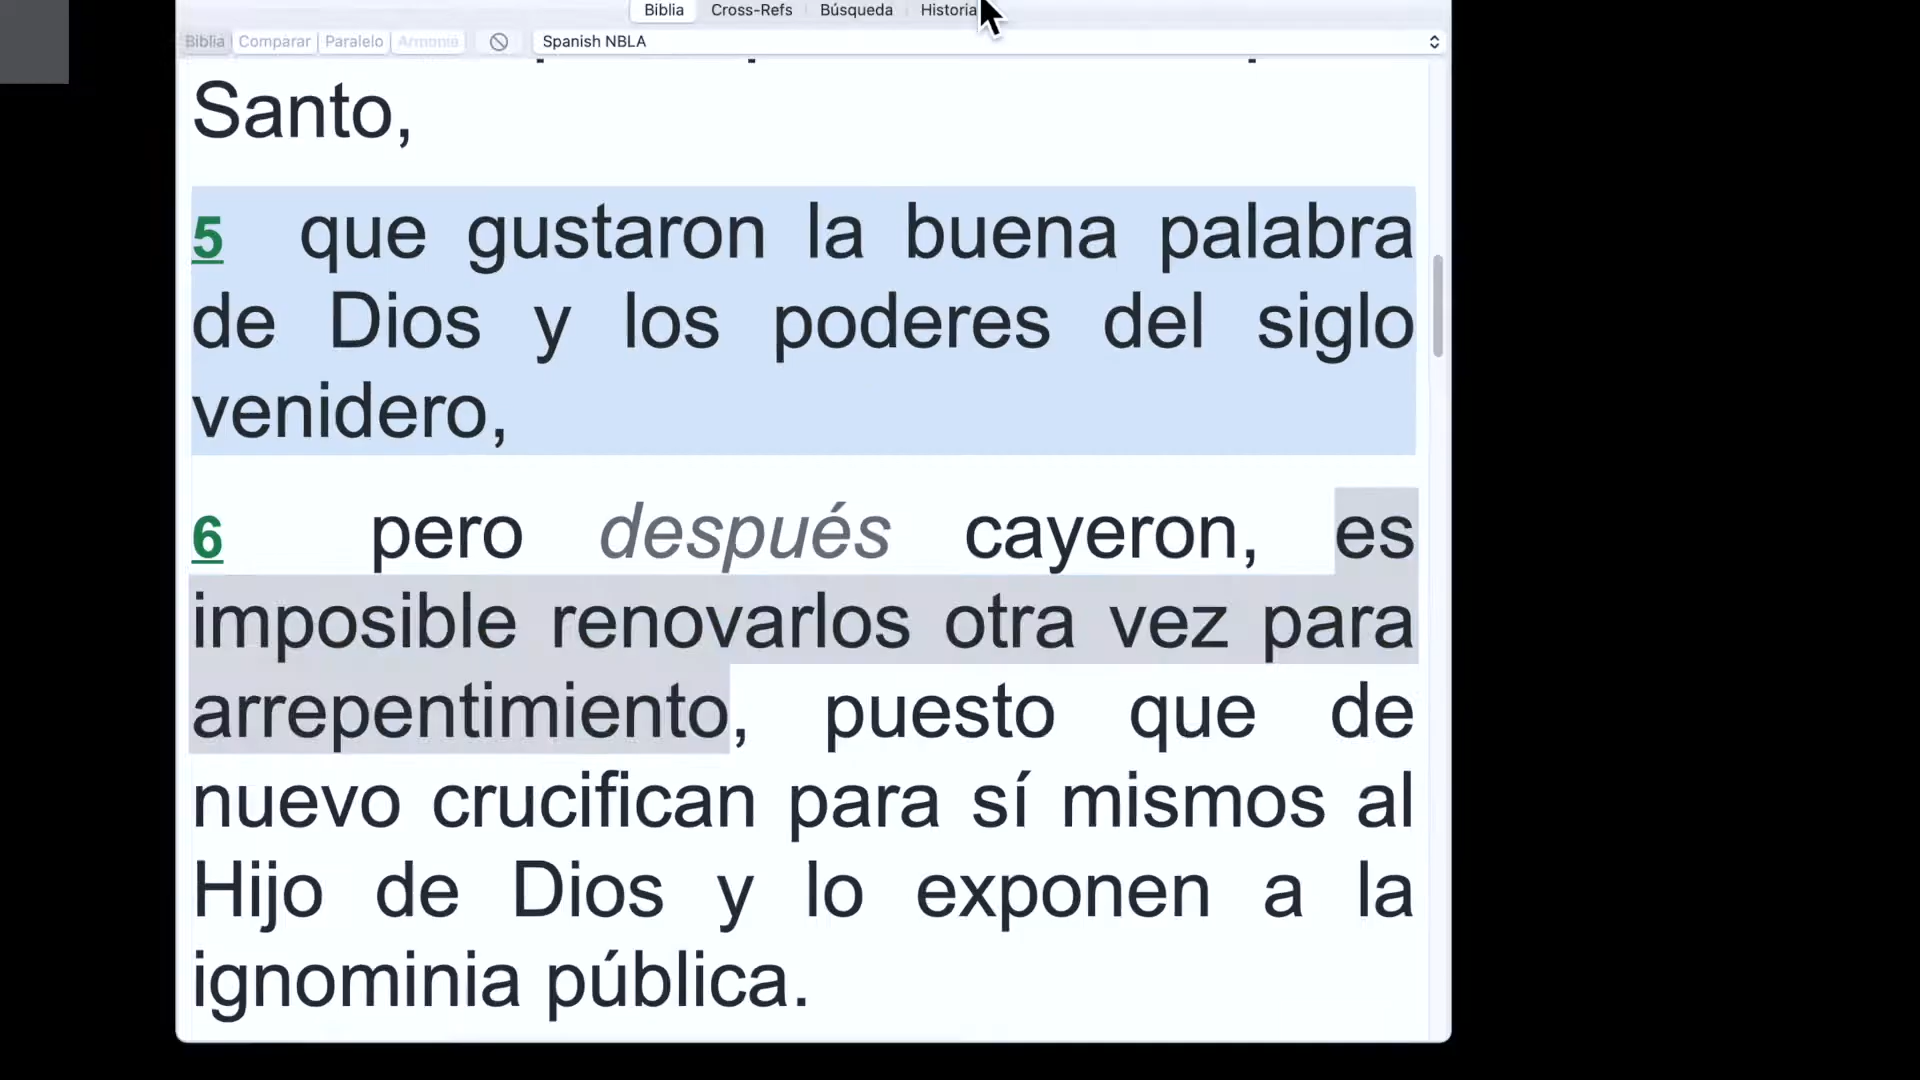 Biblia Cross-Refs Búsqueda Historia
Biblia Comparar Paralelo Armonía Spanish NBLA
Santo,
5 que gustaron la buena palabra
de Dios y los poderes del siglo
venidero,
6 pero después cayeron, es
imposible renovarlos otra vez para
arrepentimiento, puesto que de
nuevo crucifican para sí mismos al
Hijo de Dios y lo exponen a la
ignominia pública.